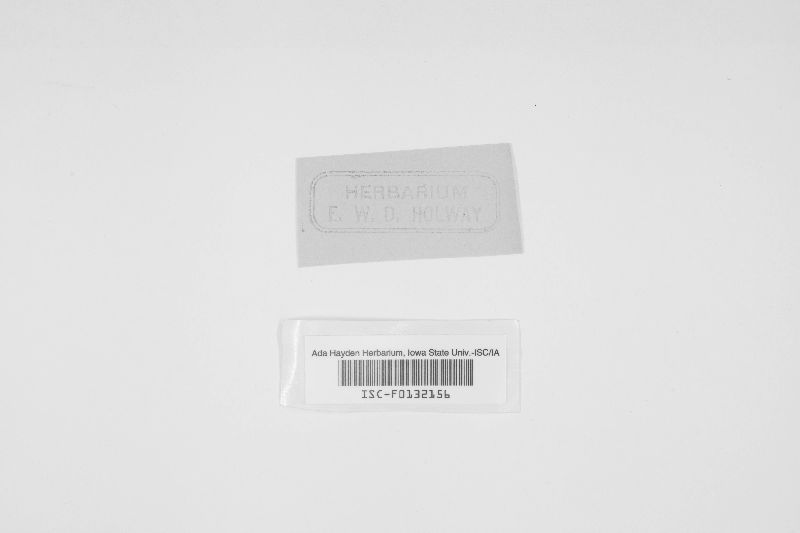 HERBARIUM
E. W. D. HOLWAY
Ada Hayden Herbarium, Iowa State Univ.-ISC/IA
ISC-F0132156